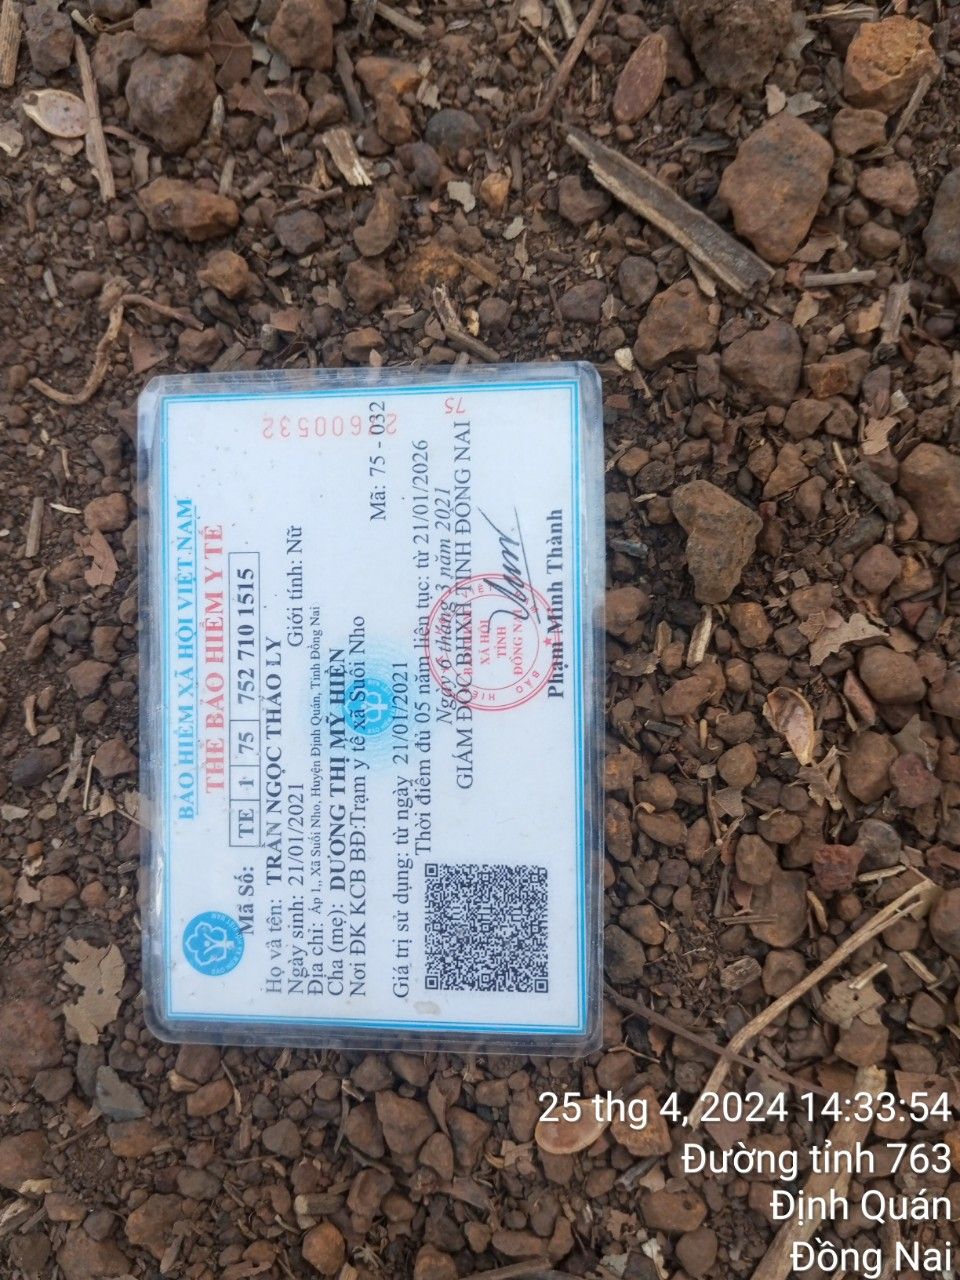 BẢO HIỂM XÃ HỘI VIỆT NAM
THẺ BẢO HIỂM Y TẾ
Mã Số: TE 1 75 752 710 1515
Họ và tên: TRẦN NGỌC THẢO LY
Ngày sinh: 21/01/2021 Giới tính: Nữ
Địa chỉ: Ấp 1,, Xã Suối Nho, Huyện Định Quán, Tỉnh Đồng Nai
Cha (mẹ): DƯƠNG THỊ MỸ HIỀN
Nơi ĐK KCB BĐ:Trạm y tế xã Suối Nho
Mã: 75 - 032
Giá trị sử dụng: từ ngày 21/01/2021
Thời điểm đủ 05 năm liên tục: từ 21/01/2026
Ngày 6 tháng 3 năm 2021
GIÁM ĐỐC BHXH TỈNH ĐỒNG NAI
XÃ HỘI
TỈNH
ĐỒNG NAI
Phạm Minh Thành
600532
75
25 thg 4, 2024 14:33:54
Đường tỉnh 763
Định Quán
Đồng Nai